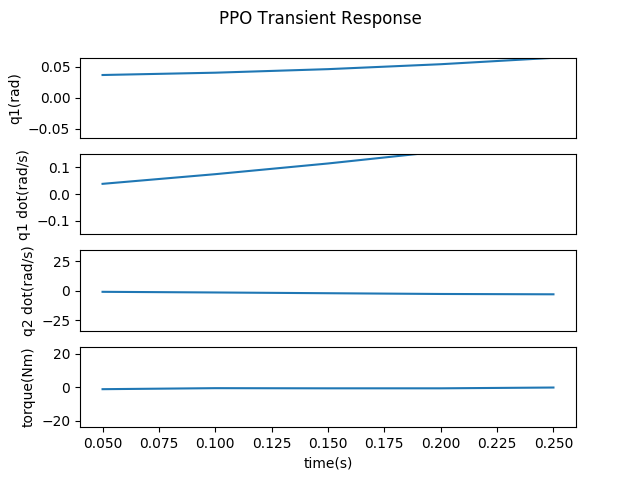 PPO Transient Response
q1(rad)
0.05
0.00
−0.05
q1 dot(rad/s)
0.1
0.0
−0.1
q2 dot(rad/s)
25
0
−25
torque(Nm)
20
0
−20
0.050 0.075 0.100 0.125 0.150 0.175 0.200 0.225 0.250
time(s)